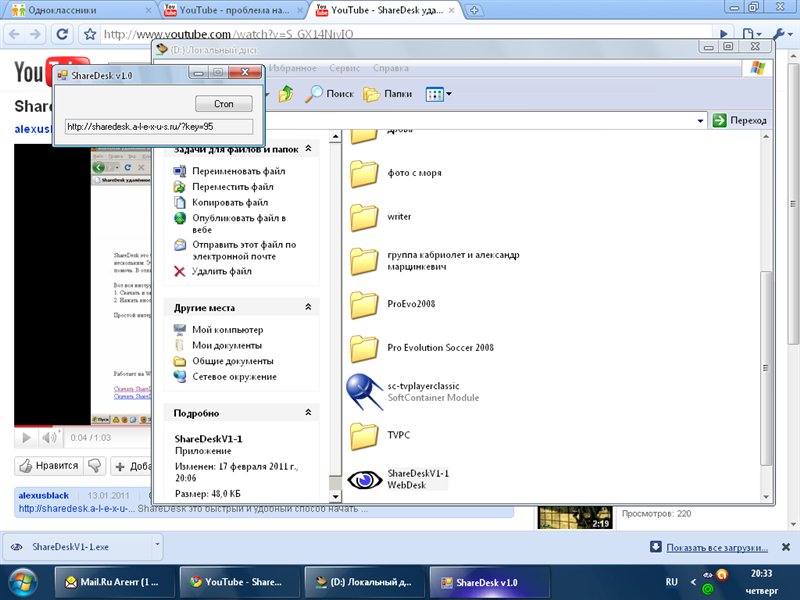 Одноклассники
YouTube - проблема на...
YouTube - ShareDesk уда...
http://www.youtube.com/watch?v=S_GX14NjvJQ
(D:) Локальный диск
ShareDesk v1.0
Избранное Сервис Справка
Стоп
Поиск
Папки
http://sharedesk.a-l-e-x-u-s.ru/?key=95
Переход
You
Share
alexus
Задачи для файлов и папок
Переименовать файл
Переместить файл
Копировать файл
Опубликовать файл в
вебе
Отправить этот файл по
электронной почте
Удалить файл
Другие места
Мой компьютер
Мои документы
Общие документы
Сетевое окружение
Подробно
ShareDeskV1-1
Приложение
Изменен: 17 февраля 2011 г.,
20:06
Размер: 48,0 КБ
дрова
фото с моря
writer
группа кабриолет и александр
марцинкевич
ProEvo2008
Pro Evolution Soccer 2008
sc-tvplayerclassic
SoftContainer Module
TVPC
ShareDeskV1-1
WebDesk
0:04 / 1:03
Нравится
Доба
alexusblack
13.01.2011
http://sharedesk.a-l-e-x-u-... ShareDesk это быстрый и удобный способ начать ...
2:19
Просмотров: 220
ShareDeskV1-1.exe
Показать все загрузки...
Mail.Ru Агент (1 ...
YouTube - Share...
(D:) Локальный д...
ShareDesk v1.0
RU
20:33
четверг